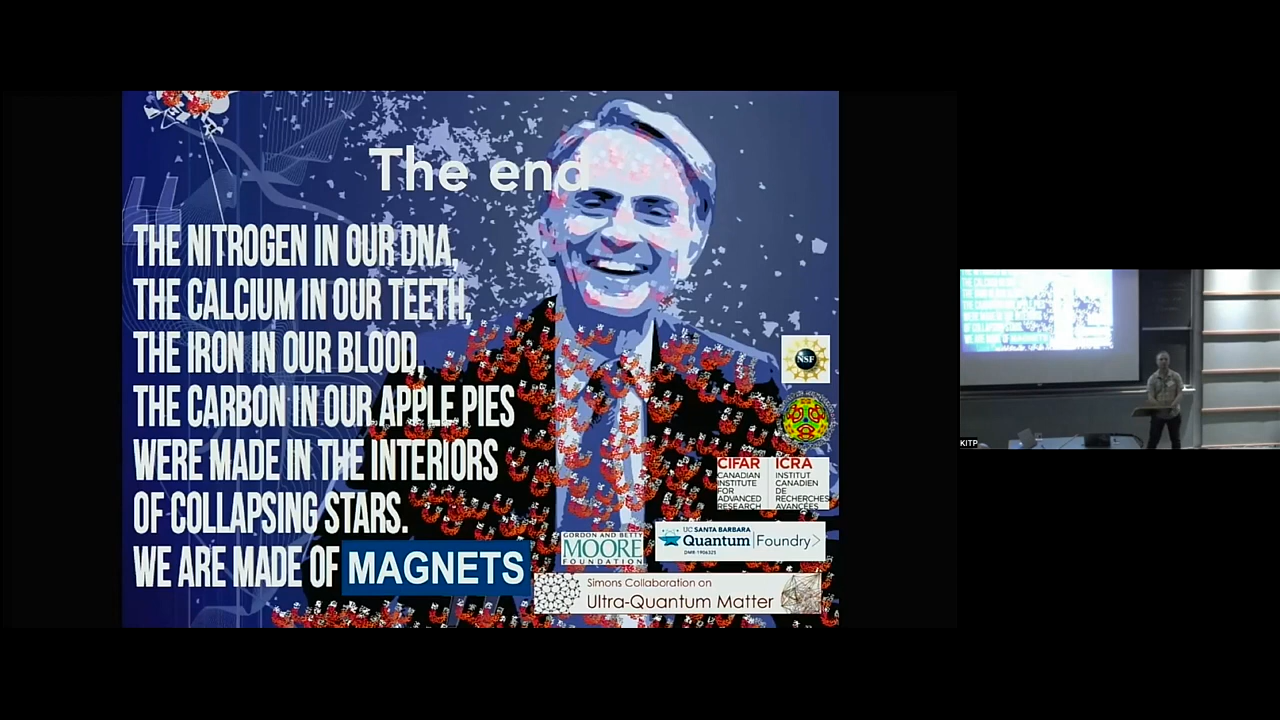 The end
THE NITROGEN IN OUR DNA,
THE CALCIUM IN OUR TEETH,
THE IRON IN OUR BLOOD,
THE CARBON IN OUR APPLE PIES
WERE MADE IN THE INTERIORS
OF COLLAPSING STARS.
WE ARE MADE OF MAGNETS
NSF
CIFAR
CANADIAN
INSTITUTE
FOR
ADVANCED
RESEARCH
ICRA
INSTITUT
CANADIEN
DE
RECHERCHES
AVANCÉES
GORDON AND BETTY
MOORE
FOUNDATION
UC SANTA BARBARA
Quantum Foundry
DMR-1906325
Simons Collaboration on
Ultra-Quantum Matter
KITP